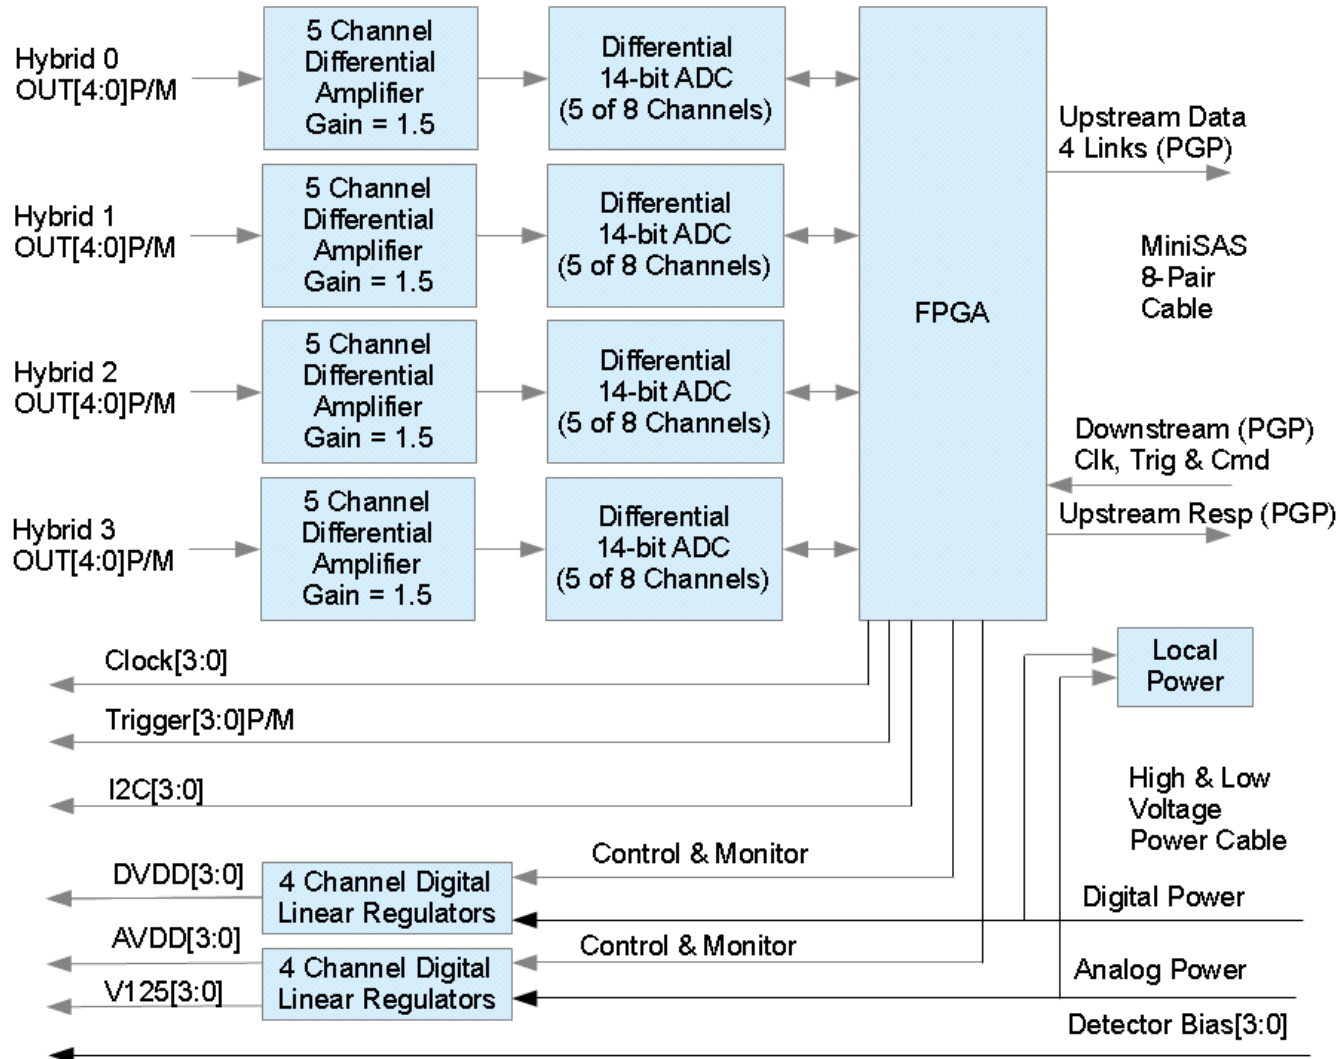 Hybrid 0
OUT[4:0]P/M
5 Channel
Differential
Amplifier
Gain = 1.5
Differential
14-bit ADC
(5 of 8 Channels)
Hybrid 1
OUT[4:0]P/M
5 Channel
Differential
Amplifier
Gain = 1.5
Differential
14-bit ADC
(5 of 8 Channels)
Hybrid 2
OUT[4:0]P/M
5 Channel
Differential
Amplifier
Gain = 1.5
Differential
14-bit ADC
(5 of 8 Channels)
Hybrid 3
OUT[4:0]P/M
5 Channel
Differential
Amplifier
Gain = 1.5
Differential
14-bit ADC
(5 of 8 Channels)
FPGA
Upstream Data
4 Links (PGP)
MiniSAS
8-Pair
Cable
Downstream (PGP)
Clk, Trig & Cmd
Upstream Resp (PGP)
Clock[3:0]
Trigger[3:0]P/M
I2C[3:0]
Local
Power
High & Low
Voltage
Power Cable
DVDD[3:0]
4 Channel Digital
Linear Regulators
Control & Monitor
Digital Power
AVDD[3:0]
V125[3:0]
4 Channel Digital
Linear Regulators
Control & Monitor
Analog Power
Detector Bias[3:0]